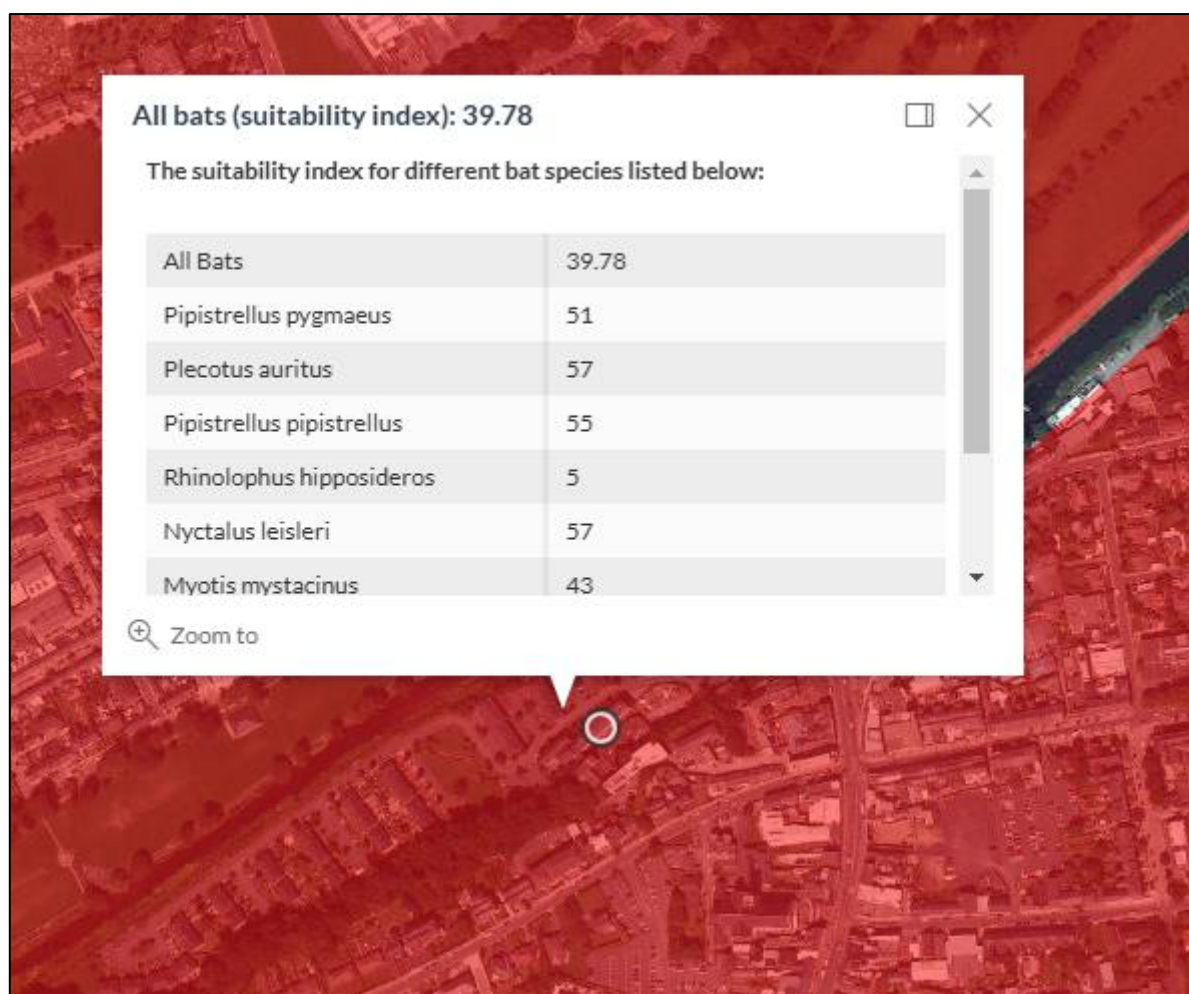 All bats (suitability index): 39.78
The suitability index for different bat species listed below:
All Bats 39.78
Pipistrellus pygmaeus 51
Plecotus auritus 57
Pipistrellus pipistrellus 55
Rhinolophus hipposideros 5
Nyctalus leisleri 57
Myotis mystacinus 43
Zoom to